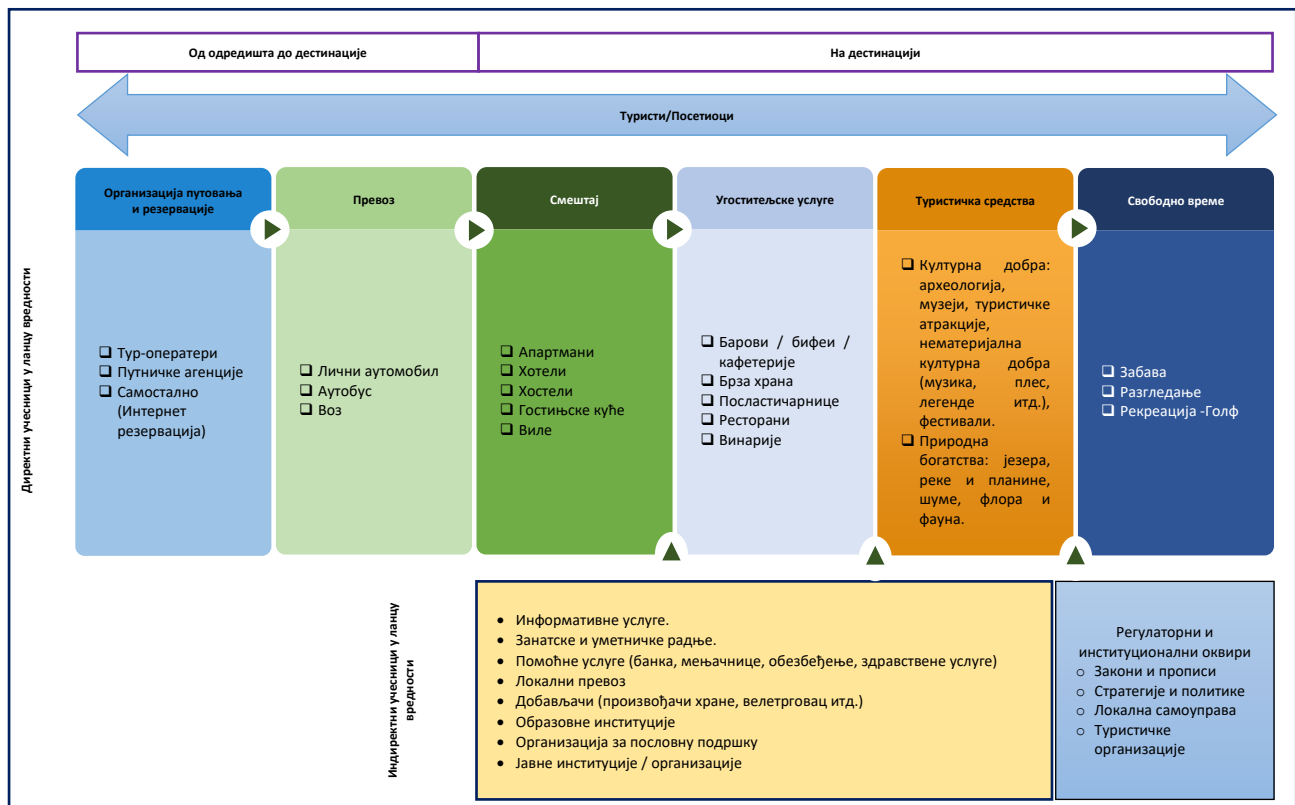 Од одредишта до дестинације
На дестинацији
Туристи/Посетиоци
Директни учесници у ланцу вредности
Организација путовања
и резервације
❑ Тур-оператери
❑ Путничке агенције
❑ Самостално
(Интернет
резервација)
Превоз
❑ Лични аутомобил
❑ Аутобус
❑ Воз
Смештај
❑ Апартмани
❑ Хотели
❑ Хостели
❑ Гостињске куће
❑ Виле
Угоститељске услуге
❑ Барови / бифеи /
кафетерије
❑ Брза храна
❑ Посластичарнице
❑ Ресторани
❑ Винарије
Туристичка средства
❑ Културна добра:
археологија,
музеји, туристичке
атракције,
нематеријална
културна добра
(музика, плес,
легенде итд.),
фестивали.
❑ Природна
богатства: језера,
реке и планине,
шуме, флора и
фауна.
Свободно време
❑ Забава
❑ Разгледање
❑ Рекреација -Голф
Индиректни учесници у ланцу
вредности
• Информативне услуге.
• Занатске и уметничке радње.
• Помоћне услуге (банка, мењачнице, обезбеђење, здравствене услуге)
• Локални превоз
• Добављачи (произвођачи хране, велетрговац итд.)
• Образовне институције
• Организација за пословну подршку
• Јавне институције / организације
Регулаторни и
институционални оквири
o Закони и прописи
o Стратегије и политике
o Локална самоуправа
o Туристичке
организације